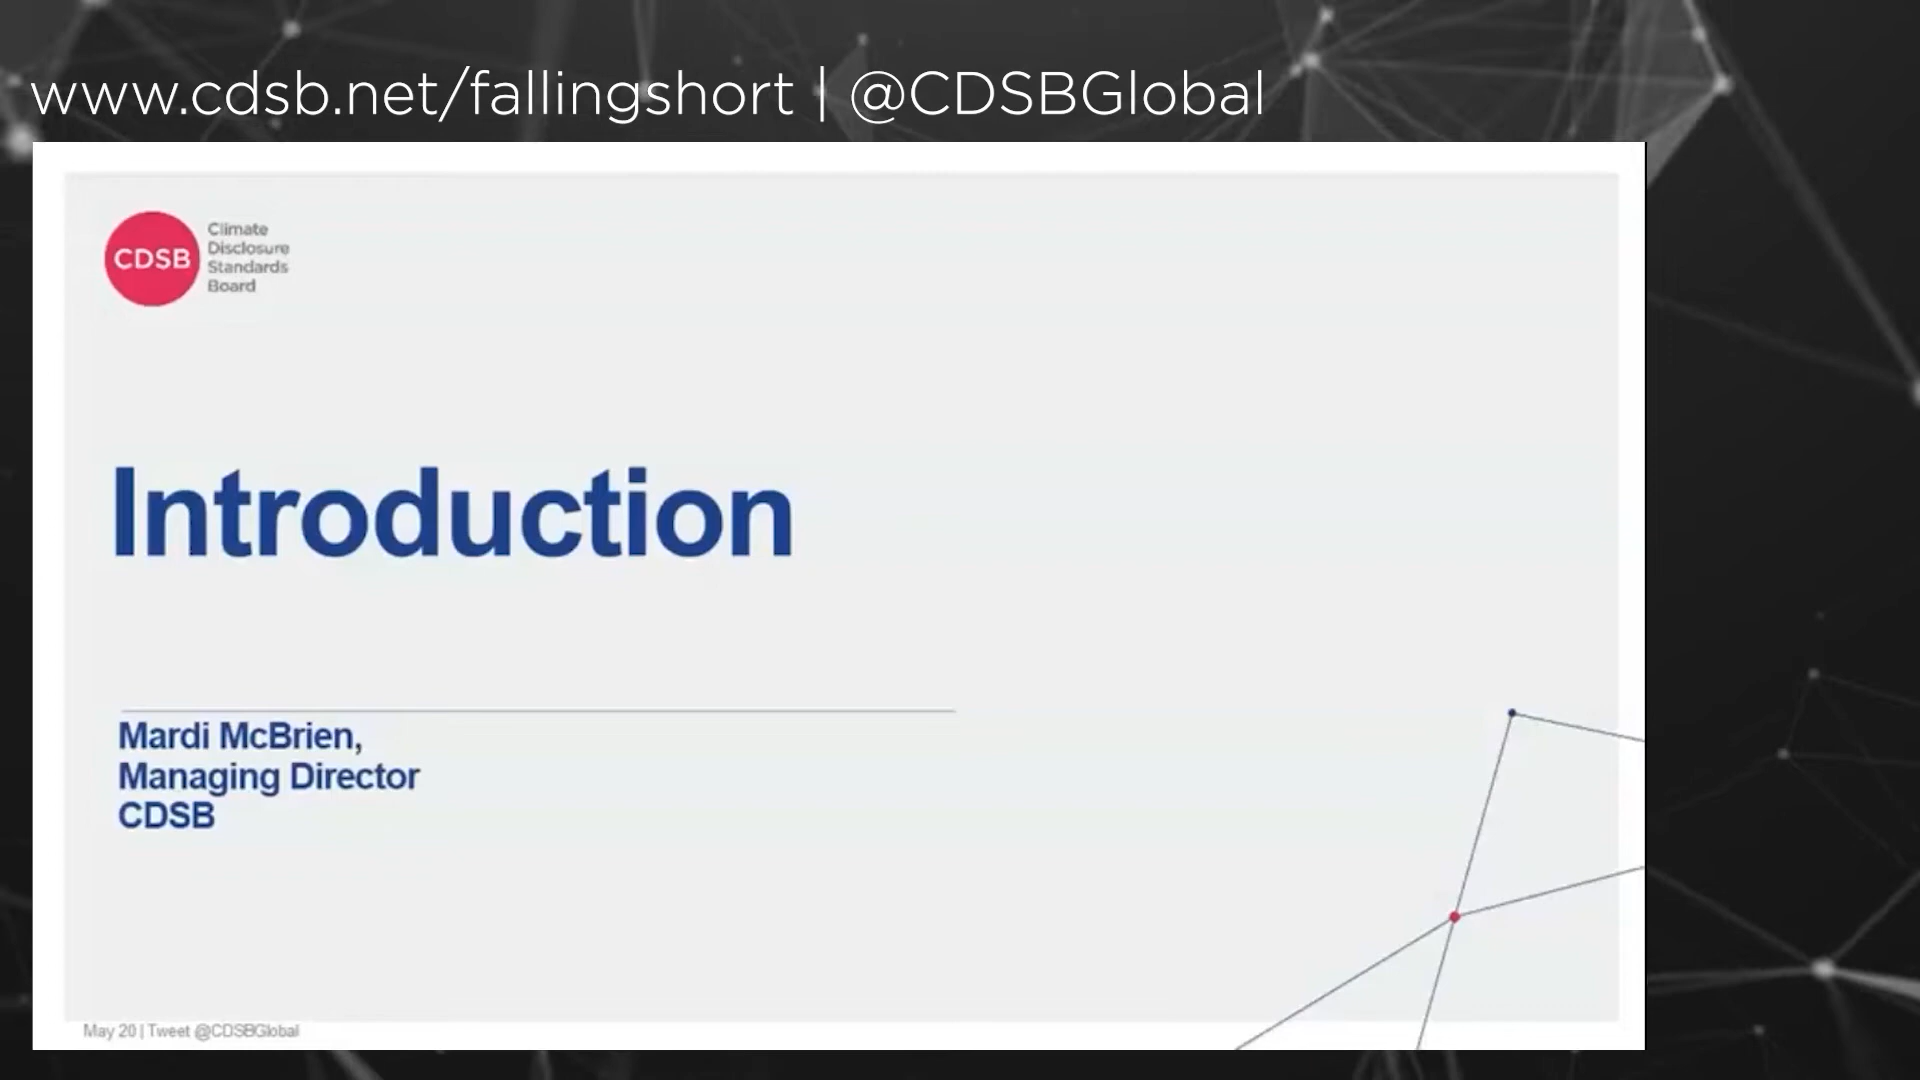 www.cdsb.net/fallingshort | @CDSBGlobal
CDSB
Climate
Disclosure
Standards
Board
Introduction
Mardi McBrien,
Managing Director
CDSB
May 20 | Tweet @CDSBGlobal